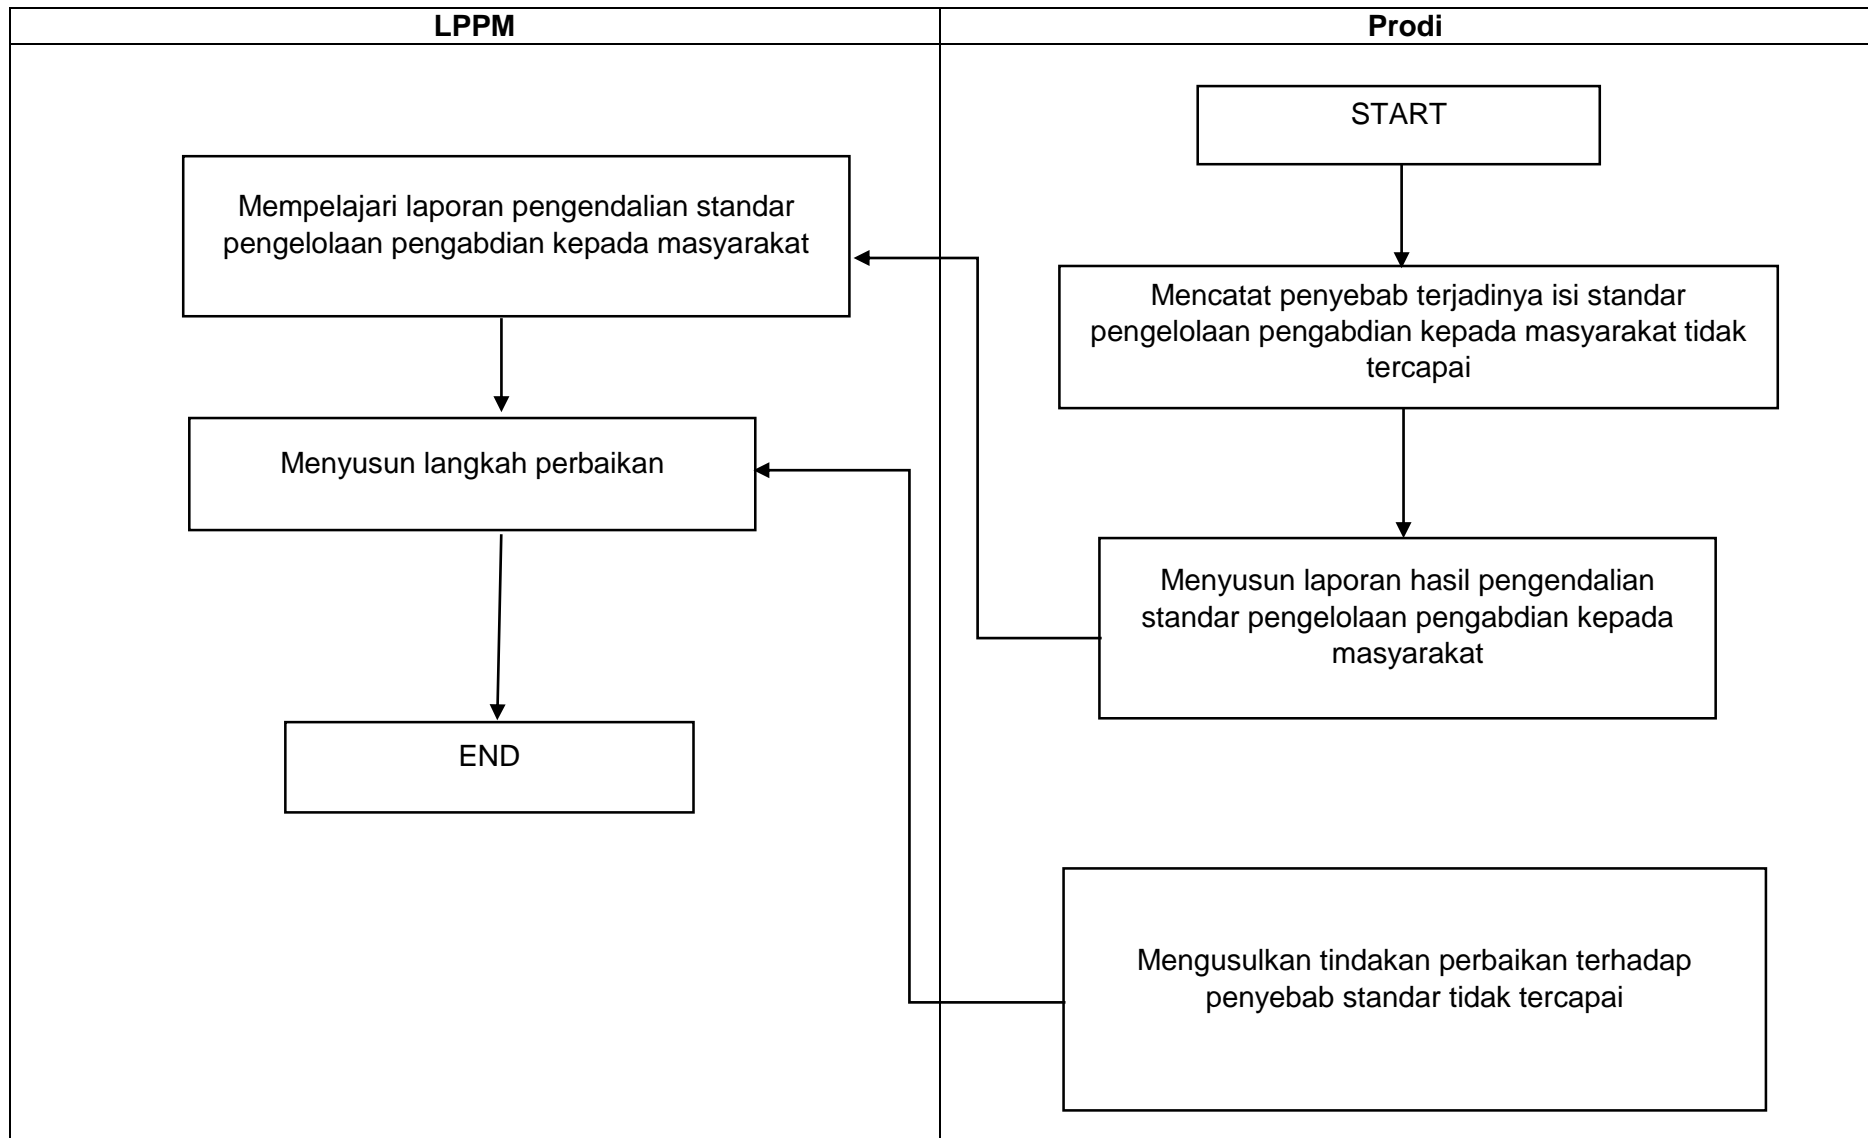 LPPM
Prodi
START
Mempelajari laporan pengendalian standar
pengelolaan pengabdian kepada masyarakat
Mencatat penyebab terjadinya isi standar
pengelolaan pengabdian kepada masyarakat tidak
tercapai
Menyusun langkah perbaikan
Menyusun laporan hasil pengendalian
standar pengelolaan pengabdian kepada
masyarakat
END
Mengusulkan tindakan perbaikan terhadap
penyebab standar tidak tercapai